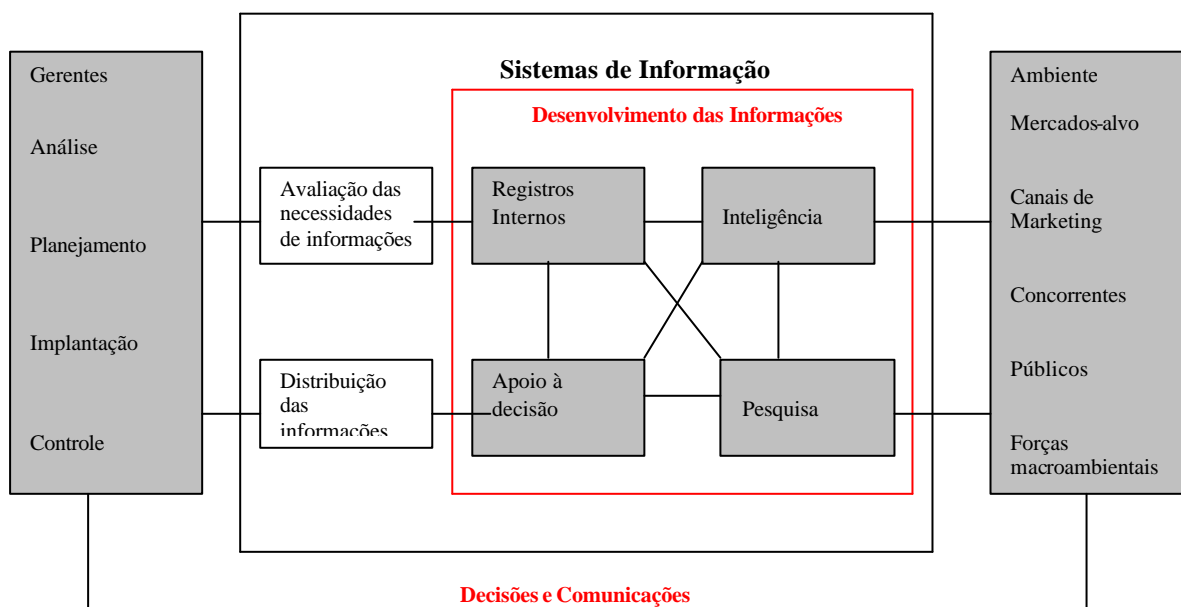 Sistemas de Informação
Desenvolvimento das Informações
Gerentes
Análise
Planejamento
Implantação
Controle
Avaliação das
necessidades
de informações
Distribuição
das
informações
Registros
Internos
Inteligência
Apoio à
decisão
Pesquisa
Ambiente
Mercados-alvo
Canais de
Marketing
Concorrentes
Públicos
Forças
macroambientais
Decisões e Comunicações